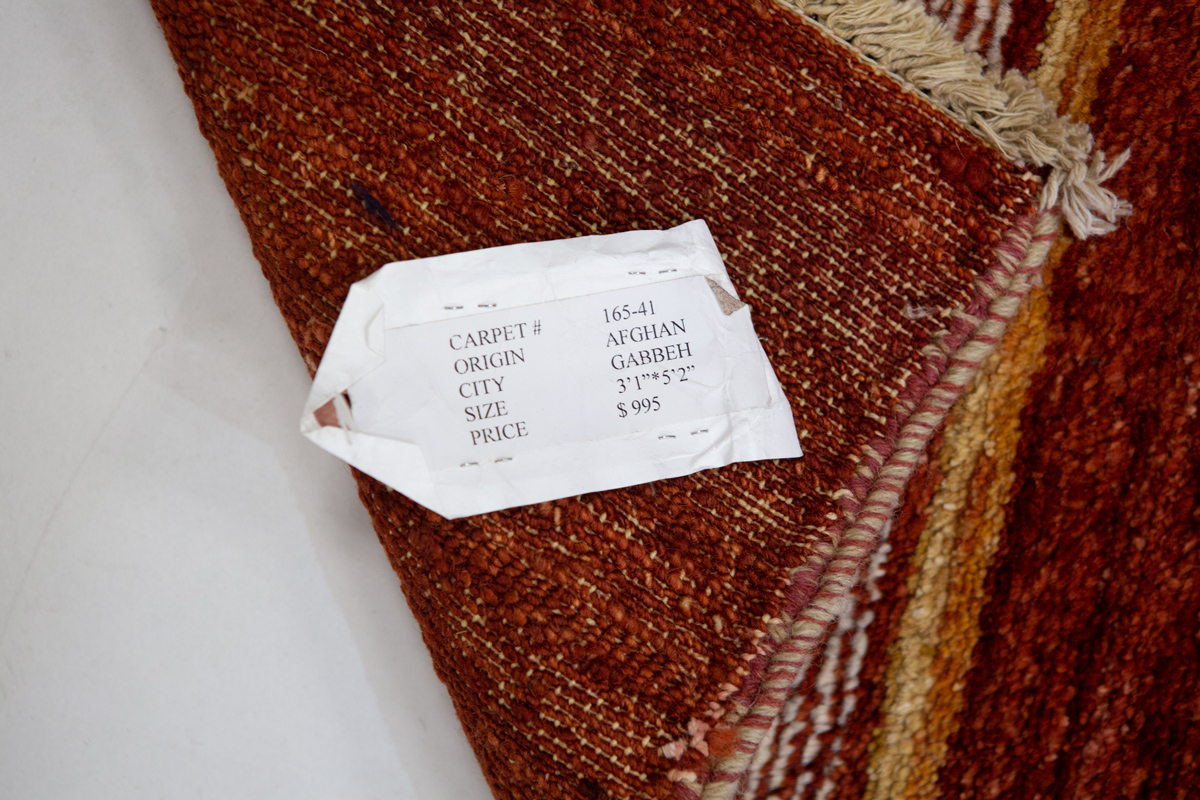 CARPET # 165-41
ORIGIN AFGHAN
CITY GABBEH
SIZE 3’1”*5’2”
PRICE $ 995